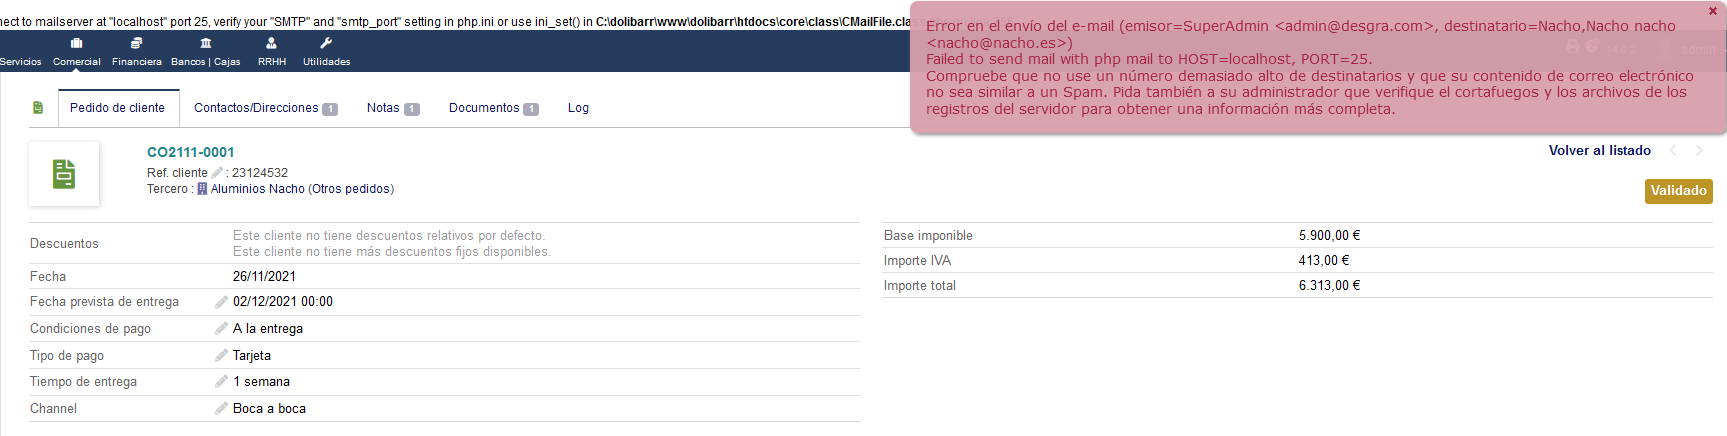 nect to mailserver at "localhost" port 25, verify your "SMTP" and "smtp_port" setting in php.ini or use ini_set() in C:\dolibarr\www\dolibarr\htdocs\core\class\CMailFile.class
Error en el envío del e-mail (emisor=SuperAdmin <admin@desgra.com>, destinatario=Nacho,Nacho nacho
<nacho@nacho.es>)
Failed to send mail with php mail to HOST=localhost, PORT=25.
Compruebe que no use un número demasiado alto de destinatarios y que su contenido de correo electrónico
no sea similar a un Spam. Pida también a su administrador que verifique el cortafuegos y los archivos de los
registros del servidor para obtener una información más completa.
admin
Servicios Comercial Financiera Bancos | Cajas RRHH Utilidades
Pedido de cliente Contactos/Direcciones 1 Notas 1 Documentos 1 Log
CO2111-0001
Volver al listado
Ref. cliente : 23124532
Tercero : Aluminios Nacho (Otros pedidos)
Validado
Descuentos
Este cliente no tiene descuentos relativos por defecto.
Este cliente no tiene más descuentos fijos disponibles.
Fecha 26/11/2021
Fecha prevista de entrega 02/12/2021 00:00
Condiciones de pago A la entrega
Tipo de pago Tarjeta
Tiempo de entrega 1 semana
Channel Boca a boca
Base imponible 5.900,00 €
Importe IVA 413,00 €
Importe total 6.313,00 €